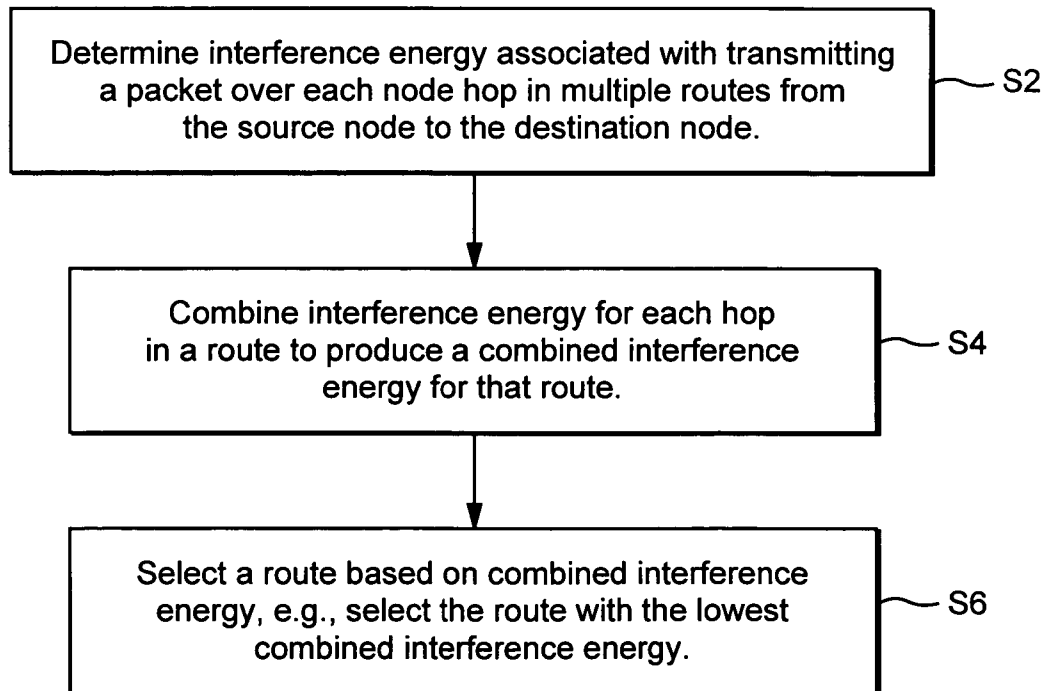 Determine interference energy associated with transmitting
a packet over each node hop in multiple routes from
the source node to the destination node.
S2
Combine interference energy for each hop
in a route to produce a combined interference
energy for that route.
S4
Select a route based on combined interference
energy, e.g., select the route with the lowest
combined interference energy.
S6